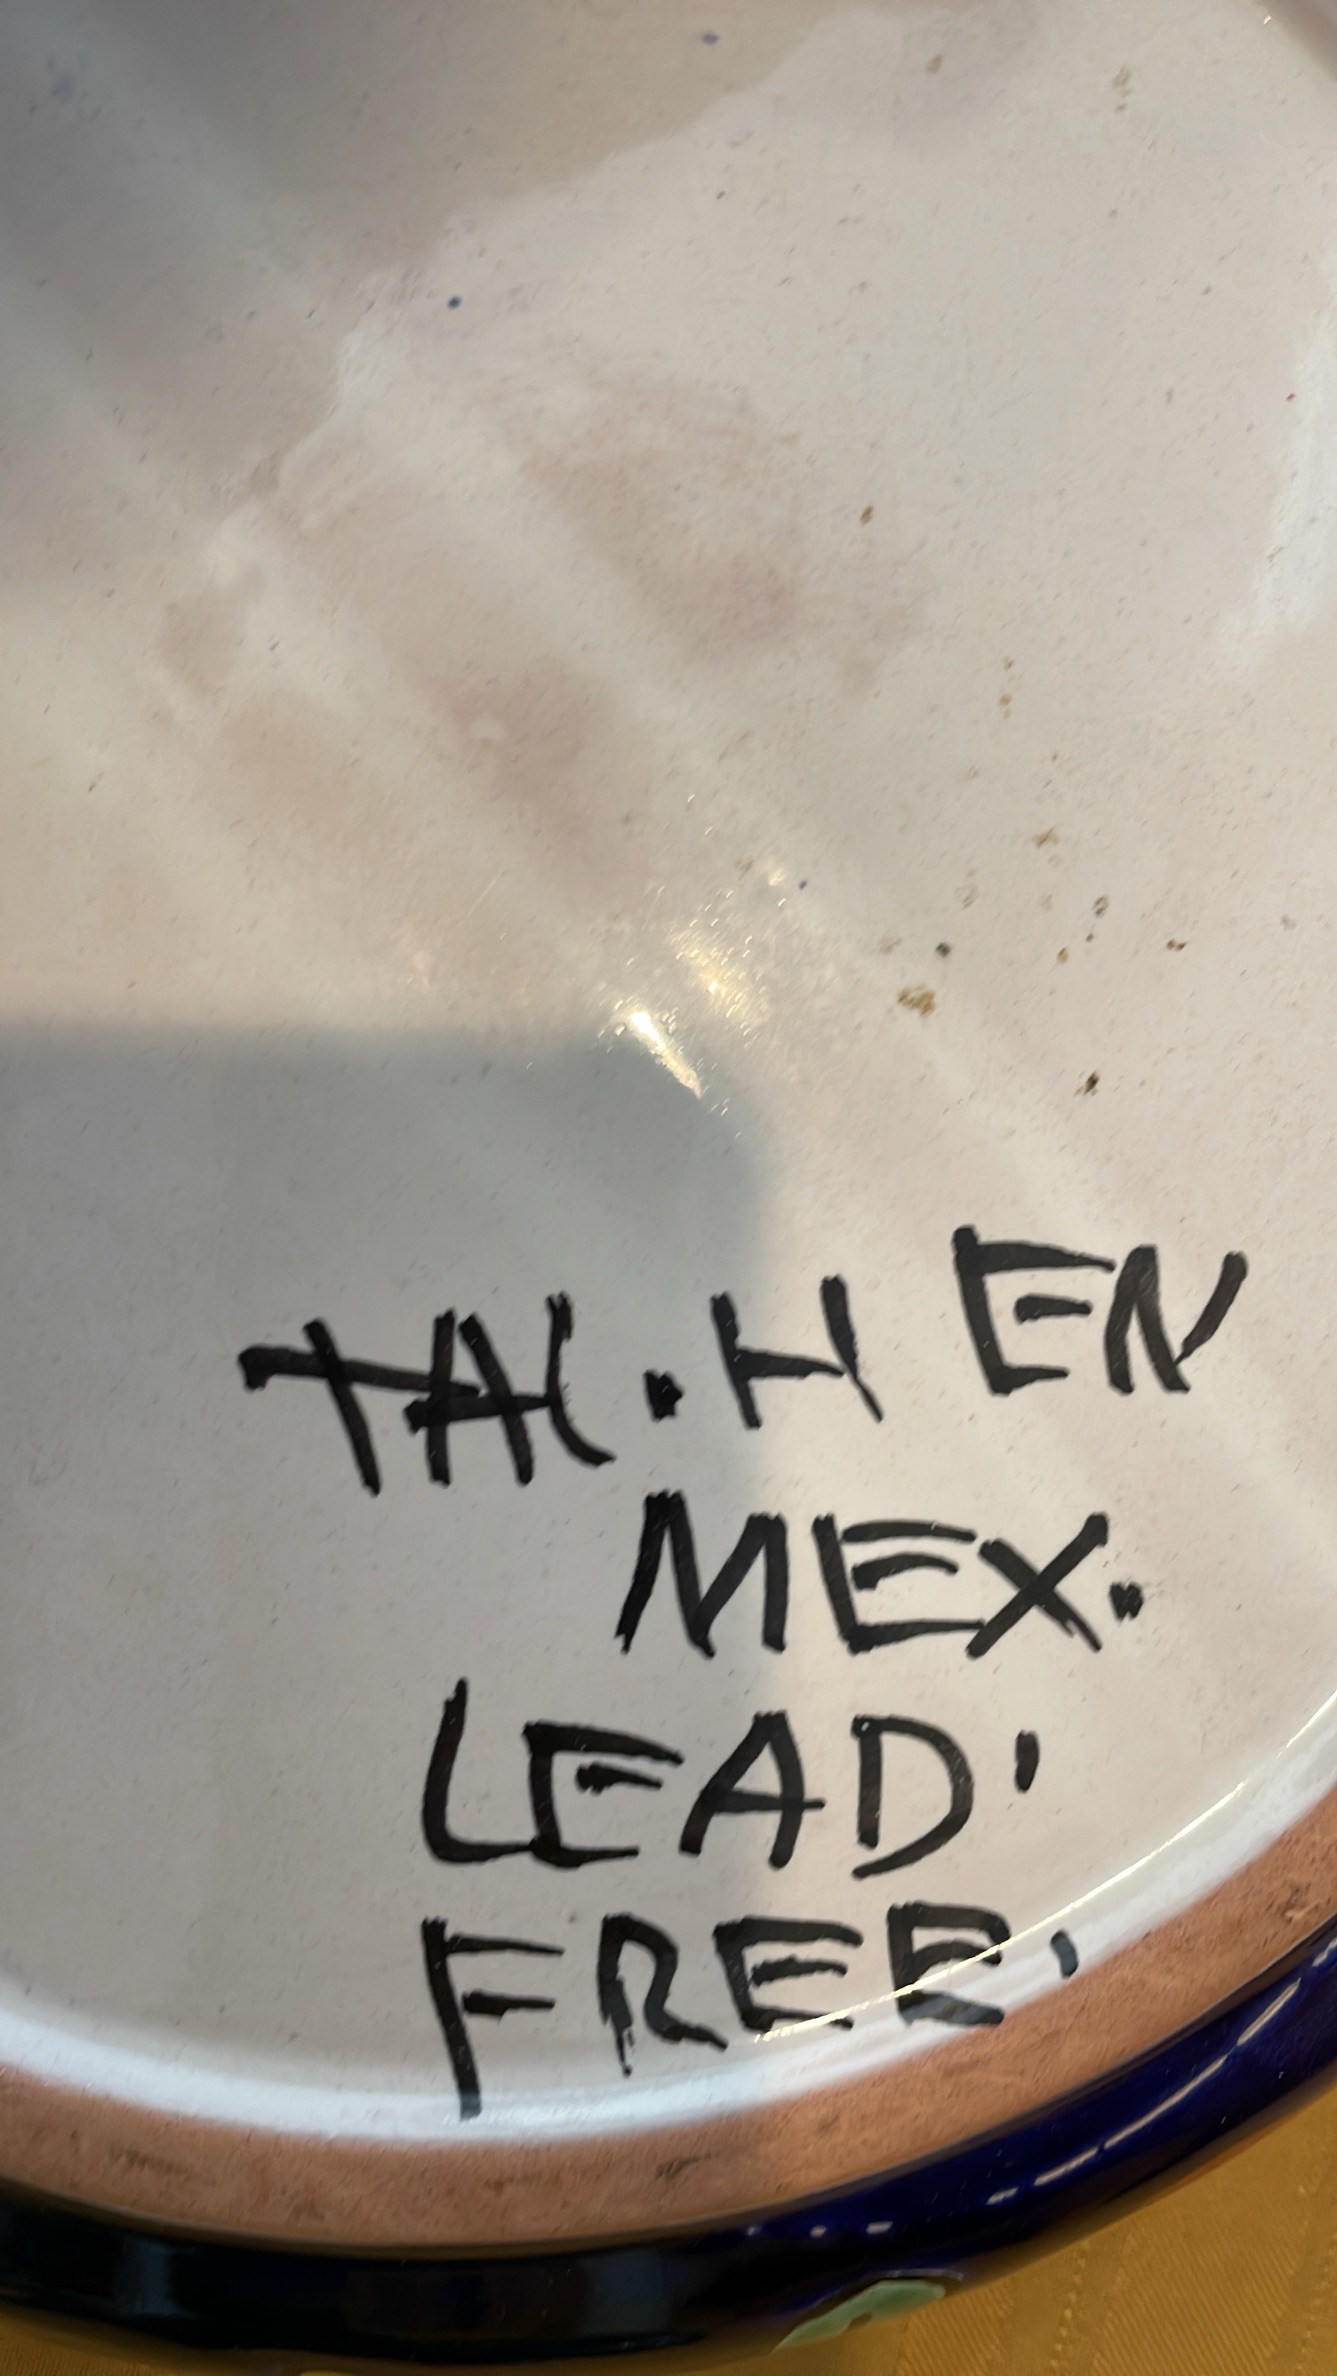 TAL. H EN
MEX.
LEAD'
FREE'